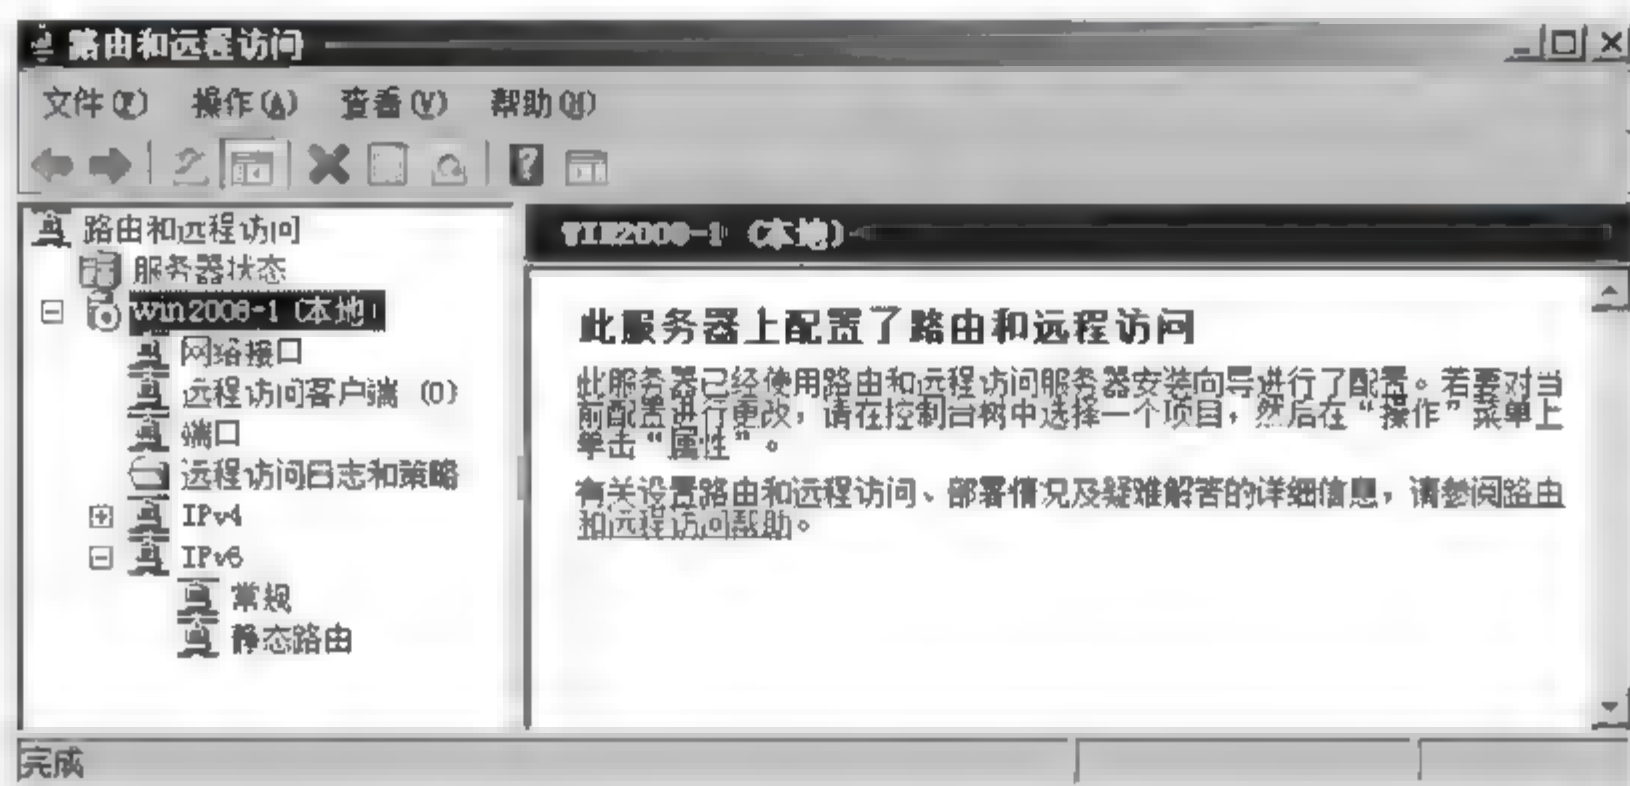 路由和远程访问
文件(F) 操作(A) 查看(V) 帮助(H)
路由和远程访问
服务器状态
win2008-1 (本地)
网络接口
远程访问客户端 (0)
端口
远程访问日志和策略
IPv4
IPv6
常规
静态路由
WIN2008-1 (本地)
此服务器上配置了路由和远程访问
此服务器已经使用路由和远程访问服务器安装向导进行了配置。若要对当
前配置进行更改，请在控制台树中选择一个项目，然后在“操作”菜单上
单击“属性”。
有关设置路由和远程访问、部署情况及疑难解答的详细信息，请参阅路由
和远程访问帮助。
完成